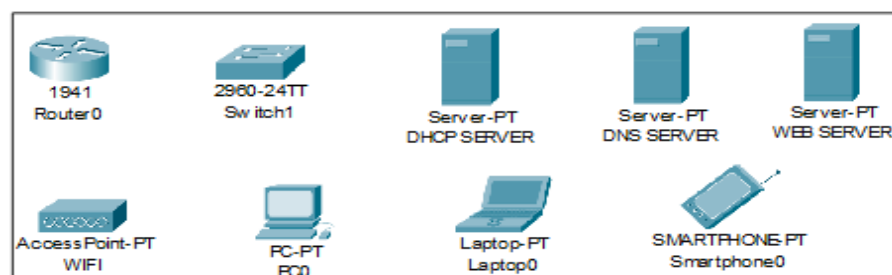 1941
Router0
2960-24TT
Switch1
Server-PT
DHCP SERVER
Server-PT
DNS SERVER
Server-PT
WEB SERVER
AccessPoint-PT
WIFI
PC-PT
PC0
Laptop-PT
Laptop0
SMARTPHONE-PT
Smartphone0